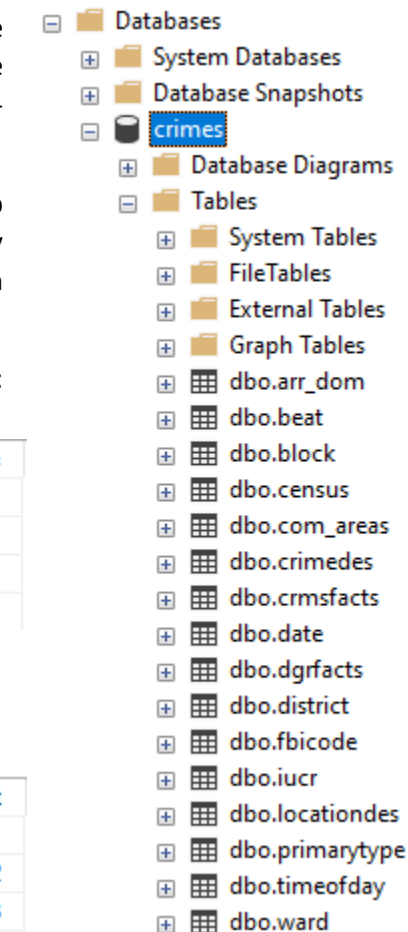 Databases
System Databases
Database Snapshots
crimes
Database Diagrams
Tables
System Tables
FileTables
External Tables
Graph Tables
dbo.arr_dom
dbo.beat
dbo.block
dbo.census
dbo.com_areas
dbo.crimedes
dbo.crmsfacts
dbo.date
dbo.dgrfacts
dbo.district
dbo.fbicode
dbo.iucr
dbo.locationdes
dbo.primarytype
dbo.timeofday
dbo.ward